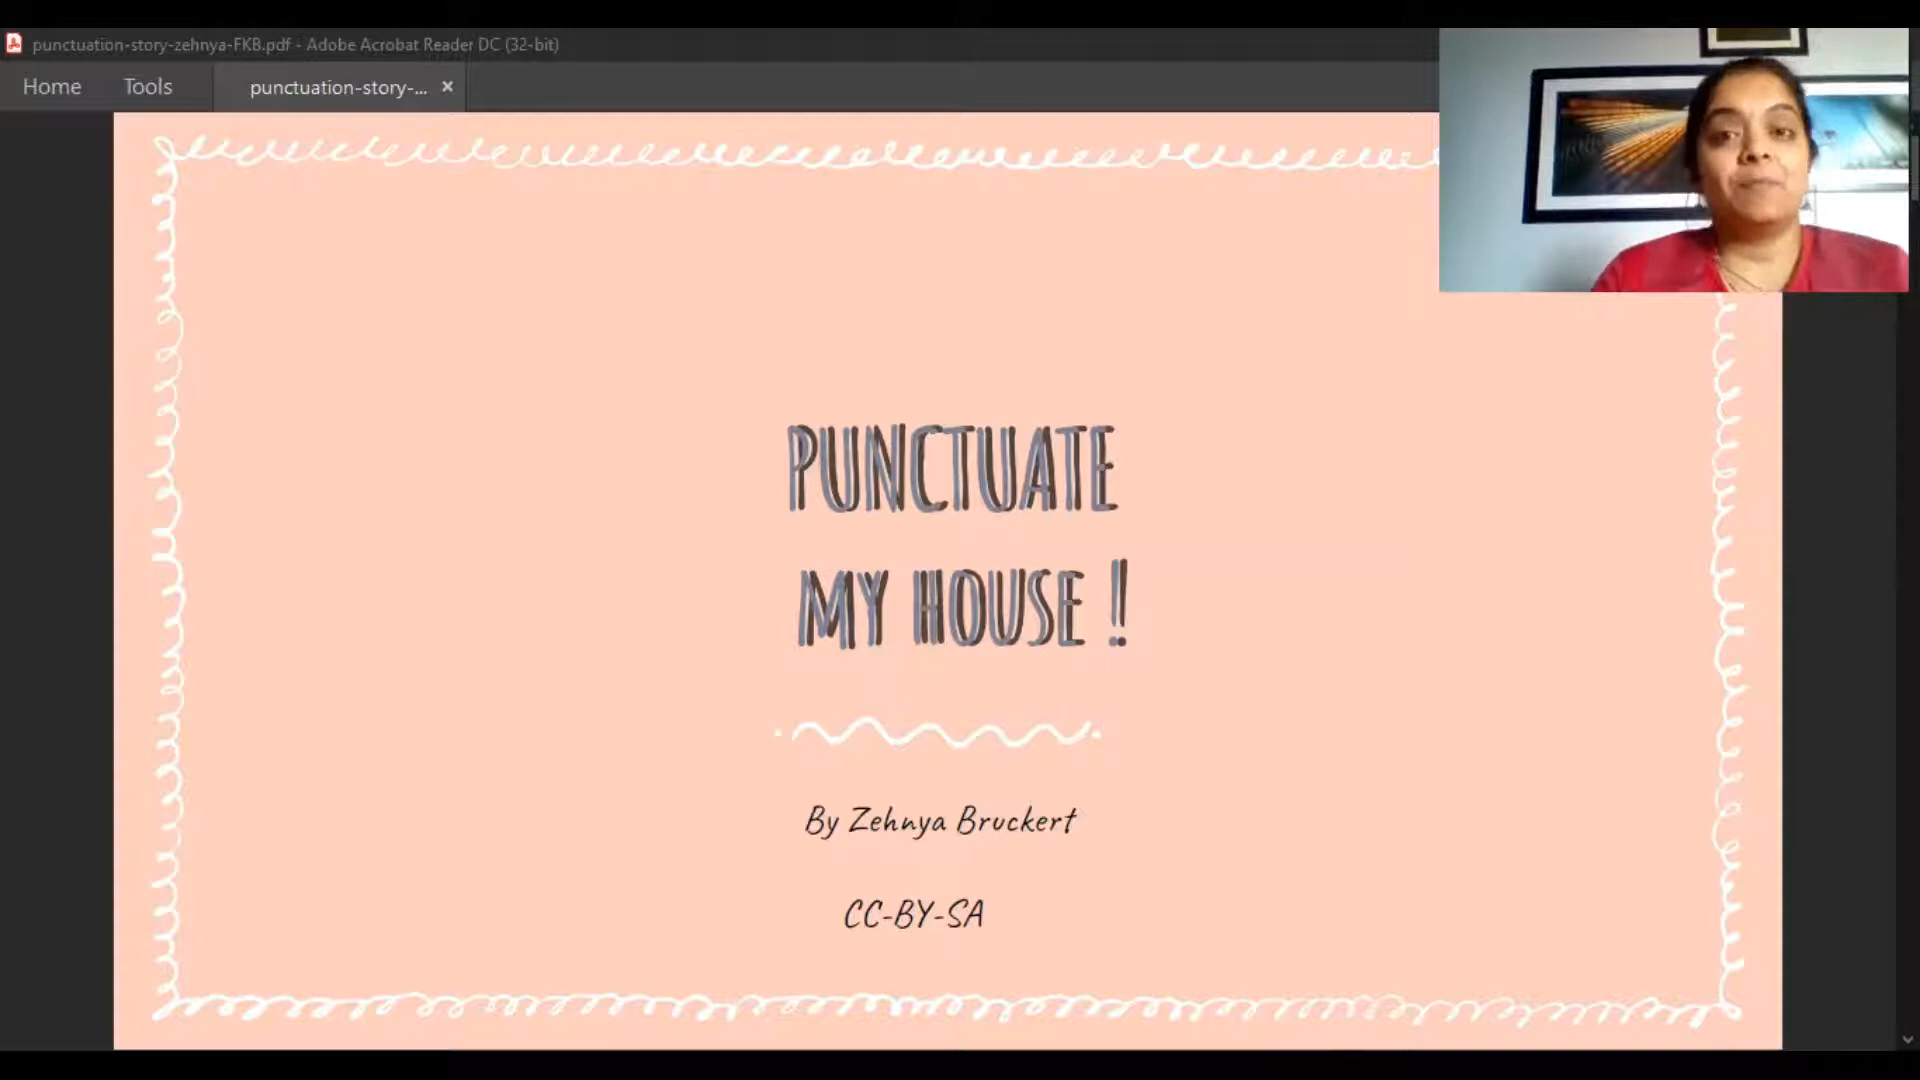 punctuation-story-zehnya-FKB.pdf - Adobe Acrobat Reader DC (32-bit)
Home Tools punctuation-story-...
PUNCTUATE
MY HOUSE !
By Zehnya Bruckert
CC-BY-SA